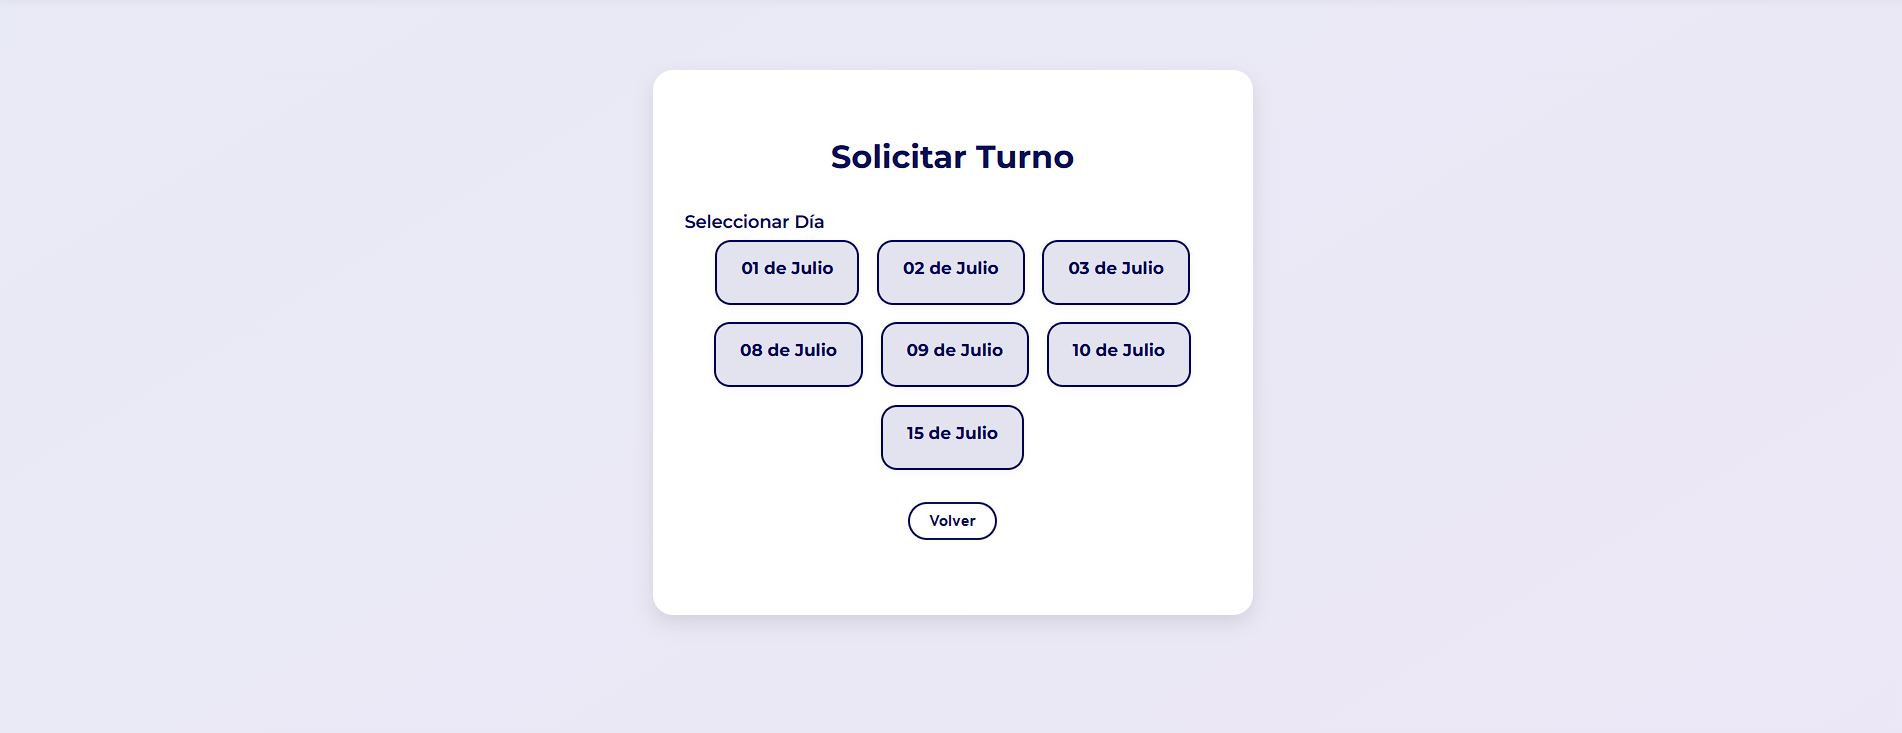 Solicitar Turno
Seleccionar Día
01 de Julio
02 de Julio
03 de Julio
08 de Julio
09 de Julio
10 de Julio
15 de Julio
Volver